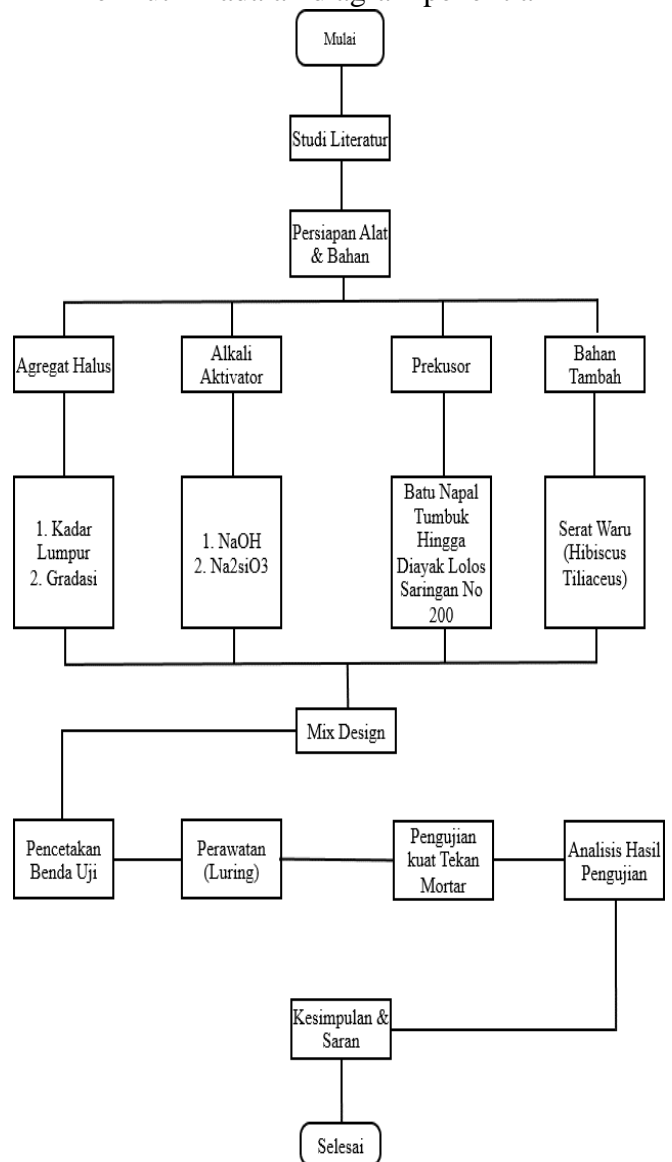 Mulai
Studi Literatur
Persiapan Alat
& Bahan
Agregat Halus
Alkali
Aktivator
Prekusor
Bahan
Tambah
1. Kadar
Lumpur
2. Gradasi
1. NaOH
2. Na2siO3
Batu Napal
Tumbuk
Hingga
Diayak Lolos
Saringan No
200
Serat Waru
(Hibiscus
Tiliaceus)
Mix Design
Pencetakan
Benda Uji
Perawatan
(Luring)
Pengujian
kuat Tekan
Mortar
Analisis Hasil
Pengujian
Kesimpulan &
Saran
Selesai